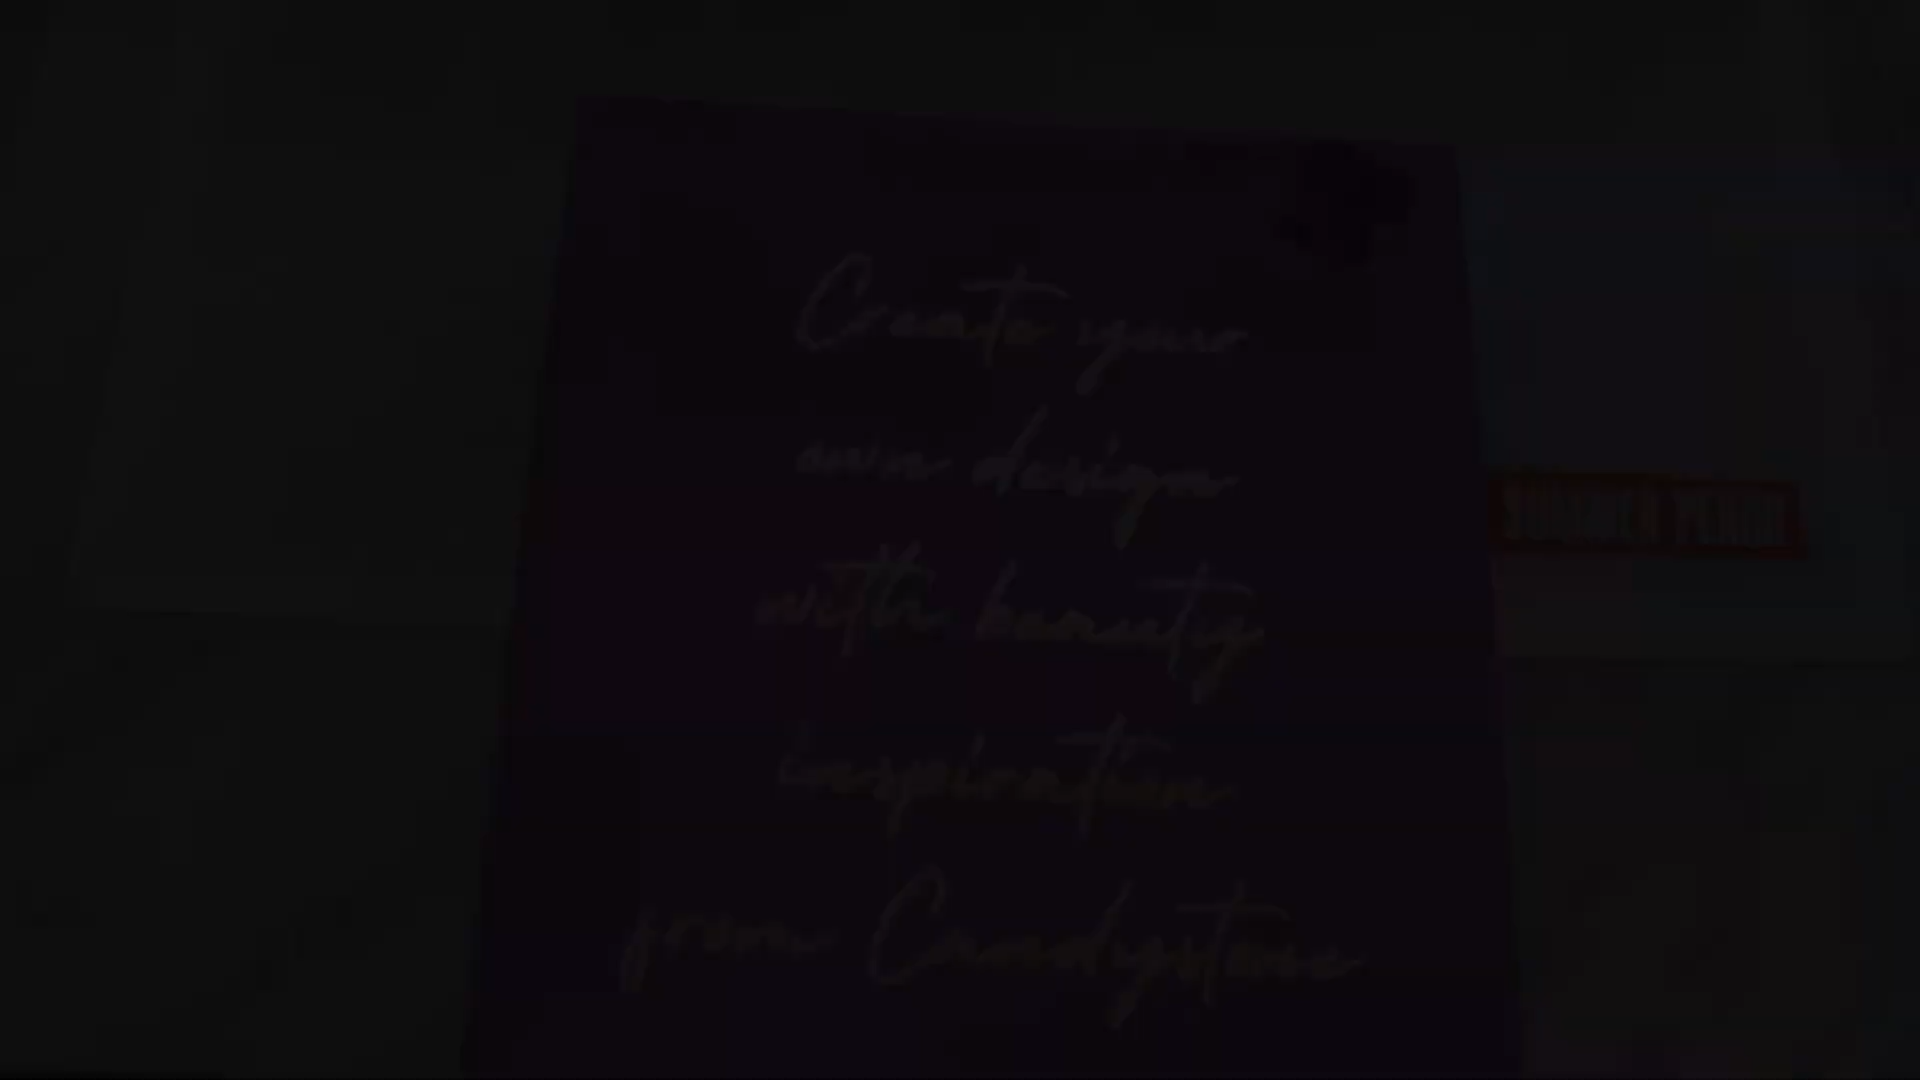 Create your
own design
with beauty
inspiration
from Candystone